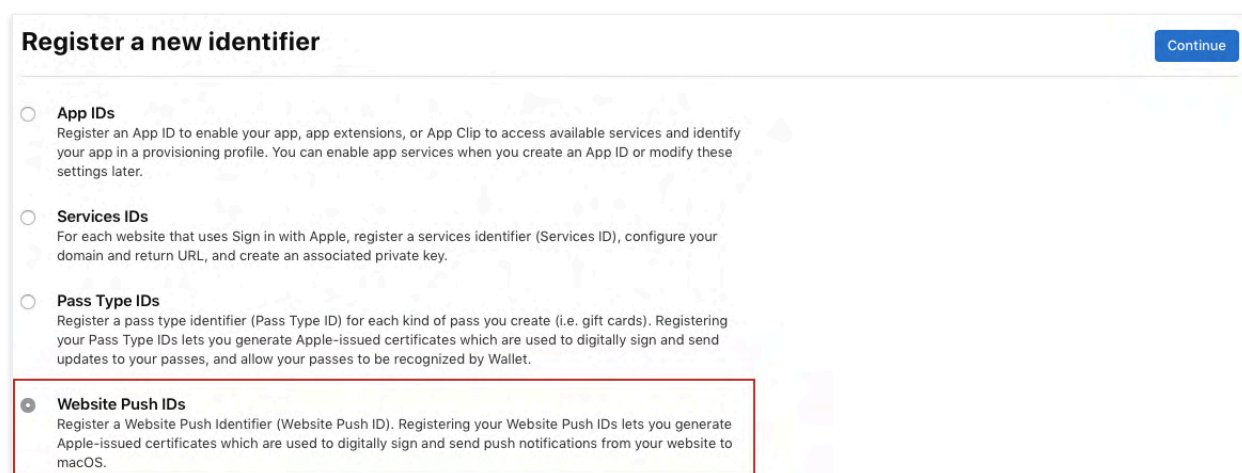 Register a new identifier
Continue
App IDs
Register an App ID to enable your app, app extensions, or App Clip to access available services and identify
your app in a provisioning profile. You can enable app services when you create an App ID or modify these
settings later.
Services IDs
For each website that uses Sign in with Apple, register a services identifier (Services ID), configure your
domain and return URL, and create an associated private key.
Pass Type IDs
Register a pass type identifier (Pass Type ID) for each kind of pass you create (i.e. gift cards). Registering
your Pass Type IDs lets you generate Apple-issued certificates which are used to digitally sign and send
updates to your passes, and allow your passes to be recognized by Wallet.
Website Push IDs
Register a Website Push Identifier (Website Push ID). Registering your Website Push IDs lets you generate
Apple-issued certificates which are used to digitally sign and send push notifications from your website to
macOS.